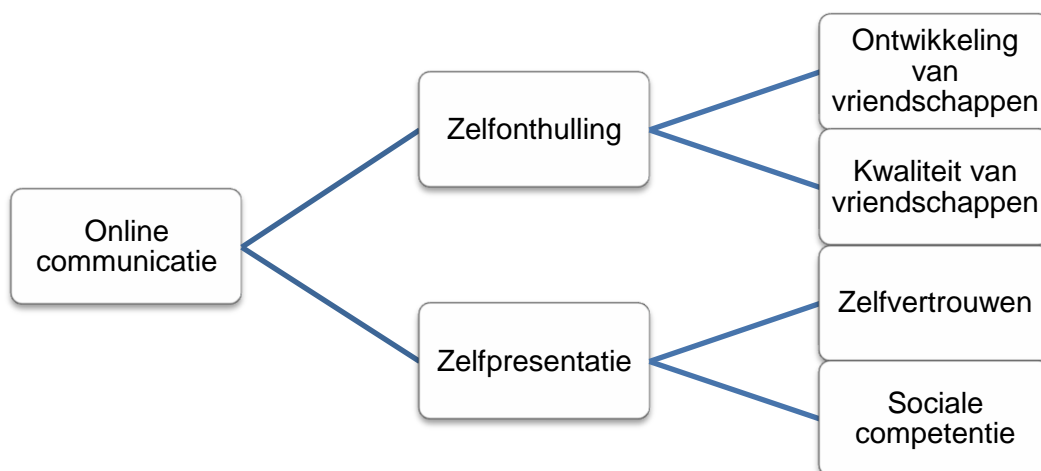 Online
communicatie
Zelfonthulling
Ontwikkeling
van
vriendschappen
Kwaliteit van
vriendschappen
Zelfpresentatie
Zelfvertrouwen
Sociale
competentie